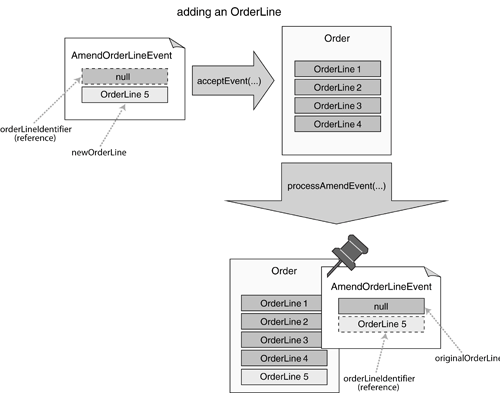 adding an OrderLine
AmendOrderLineEvent
null
OrderLine 5
orderLineIdentifier
(reference)
newOrderLine
acceptEvent(...)
Order
OrderLine 1
OrderLine 2
OrderLine 3
OrderLine 4
processAmendEvent(...)
Order
OrderLine 1
OrderLine 2
OrderLine 3
OrderLine 4
OrderLine 5
AmendOrderLineEvent
null
OrderLine 5
originalOrderLine
orderLineIdentifier
(reference)